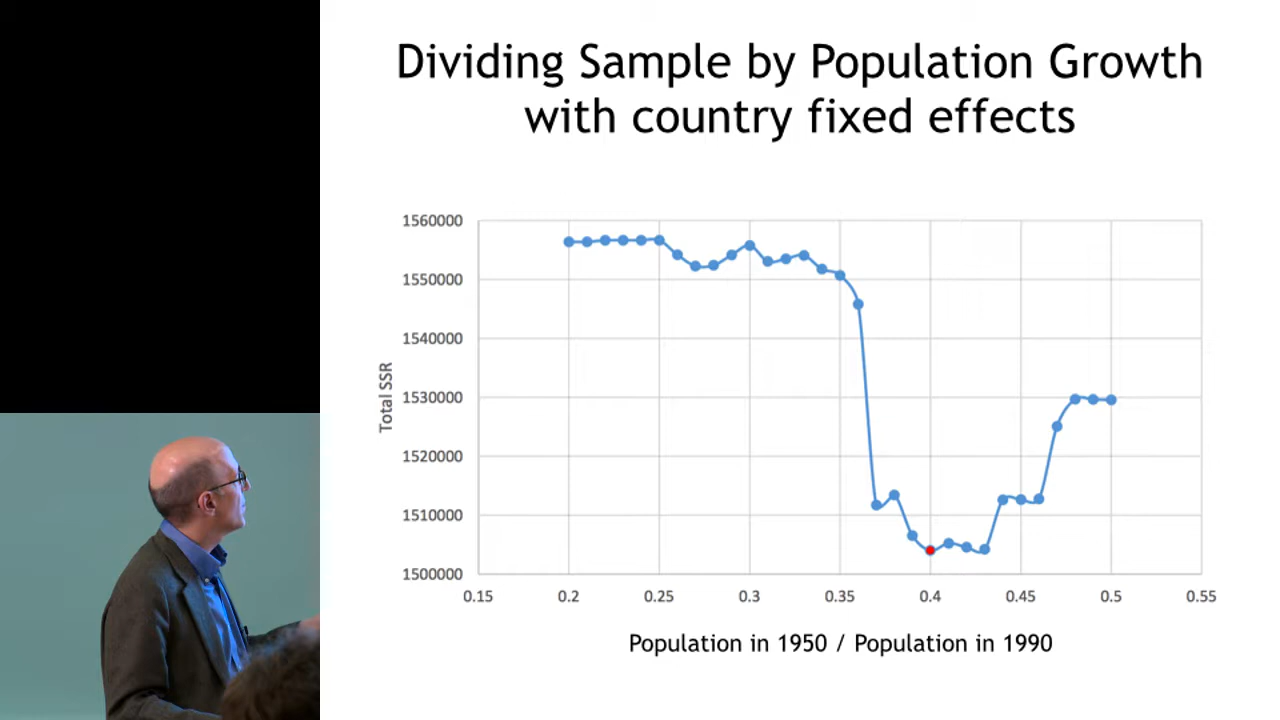 Dividing Sample by Population Growth
with country fixed effects
1560000
1550000
1540000
1530000
1520000
1510000
1500000
Total SSR
0.15 0.2 0.25 0.3 0.35 0.4 0.45 0.5 0.55
Population in 1950 / Population in 1990